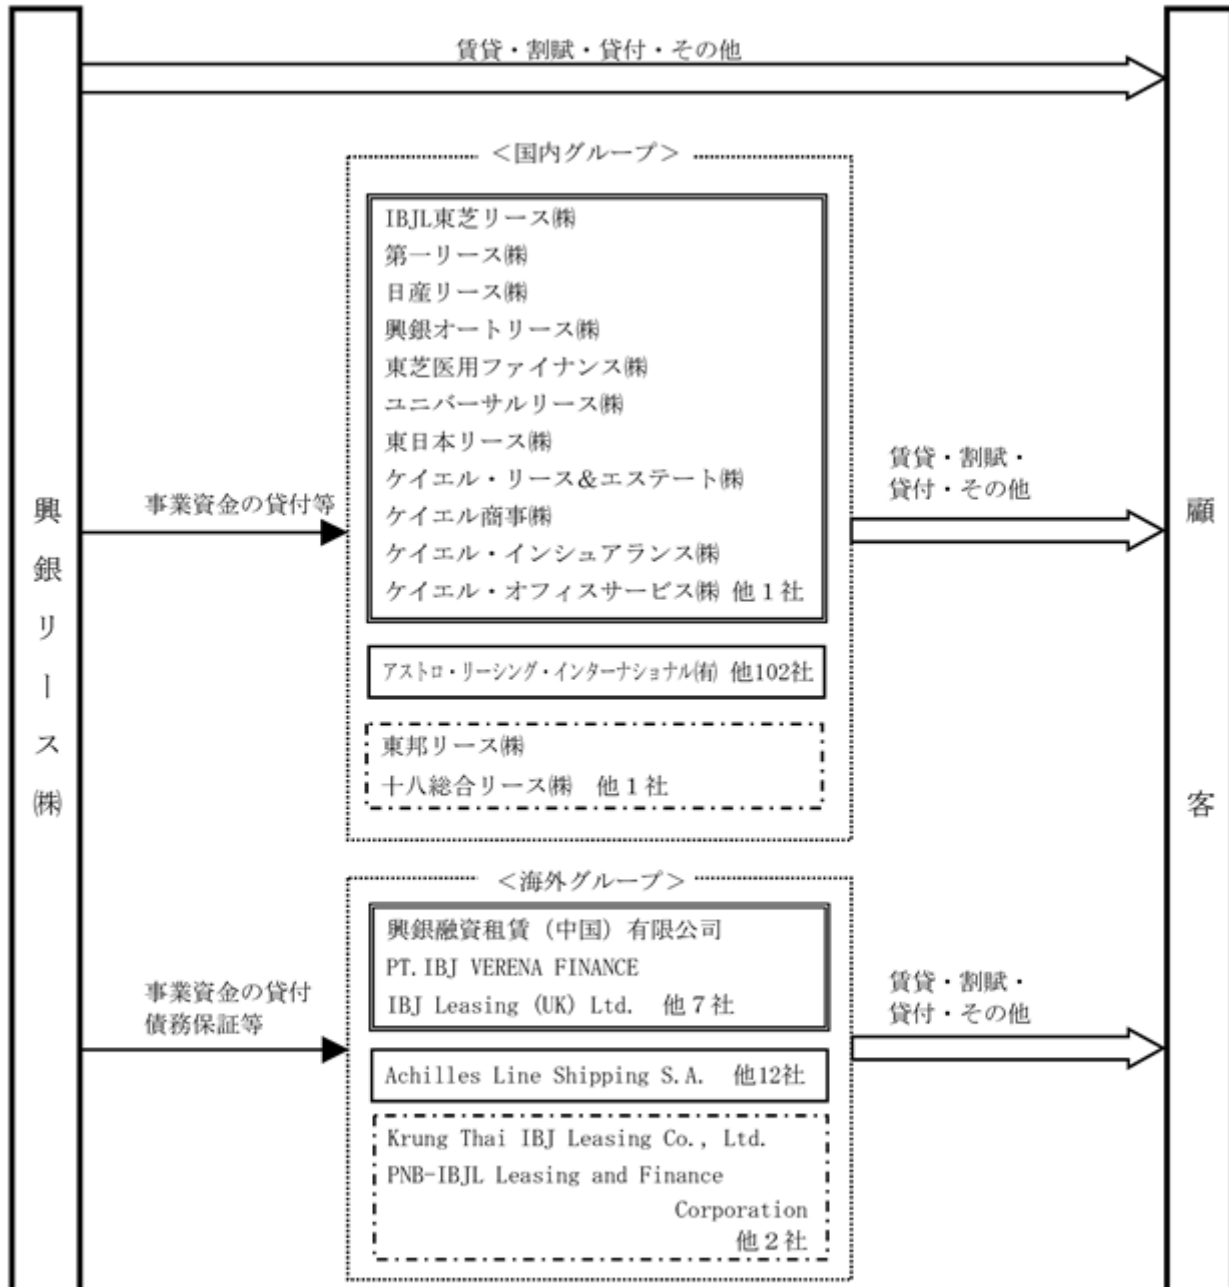 賃貸・割賦・貸付・その他
＜国内グループ＞
IBJL東芝リース㈱
第一リース㈱
日産リース㈱
興銀オートリース㈱
東芝医用ファイナンス㈱
ユニバーサルリース㈱
東日本リース㈱
ケイエル・リース&エステート㈱
ケイエル商事㈱
ケイエル・インシュアランス㈱
ケイエル・オフィスサービス㈱ 他１社
アストロ・リーシング・インターナショナル㈲ 他102社
東邦リース㈱
十八総合リース㈱　他１社
興銀リース㈱
事業資金の貸付等
賃貸・割賦・
貸付・その他
顧客
＜海外グループ＞
興銀融資租賃（中国）有限公司
PT.IBJ VERENA FINANCE
IBJ Leasing (UK) Ltd.　他７社
Achilles Line Shipping S.A.　他12社
Krung Thai IBJ Leasing Co., Ltd.
PNB-IBJL Leasing and Finance
Corporation
他２社
事業資金の貸付
債務保証等
賃貸・割賦・
貸付・その他